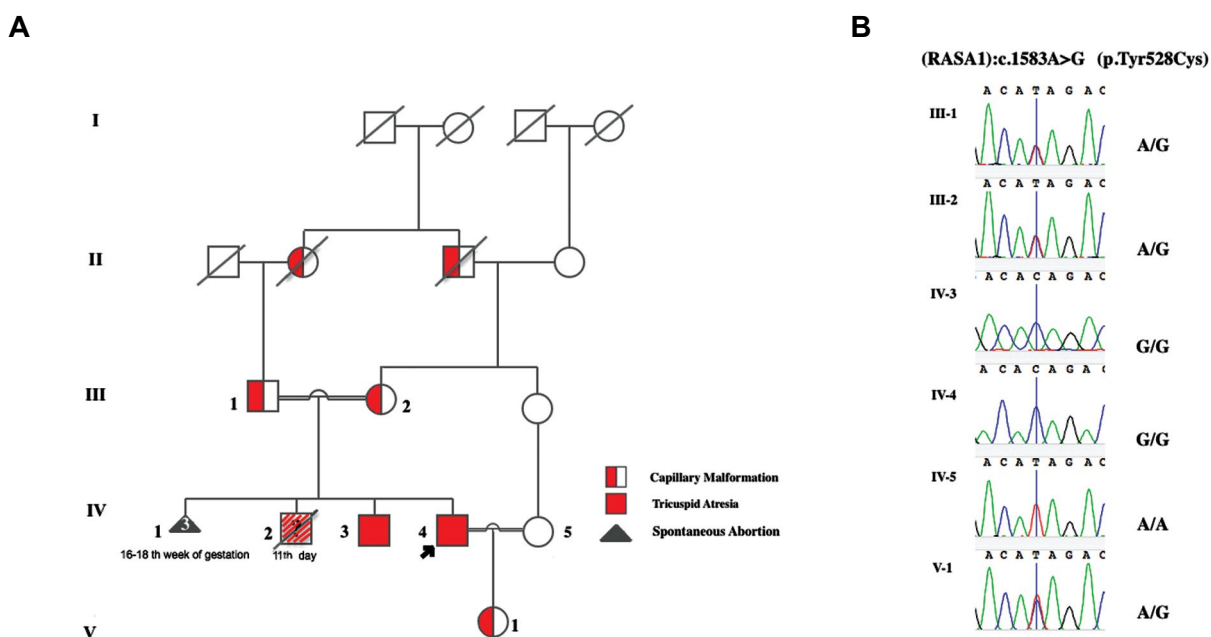 A
B
(RASA1):c.1583A>G (p.Tyr528Cys)
I
II
III
1
2
IV
1
3
2
?
3
4
5
16-18 th week of gestation
11th day
V
1
Capillary Malformation
Tricuspid Atresia
Spontaneous Abortion
A C A T A G A C
III-1
A/G
A C A T A G A C
III-2
A/G
A C A C A G A C
IV-3
G/G
A C A C A G A C
IV-4
G/G
A C A T A G A C
IV-5
A/A
A C A T A G A C
V-1
A/G